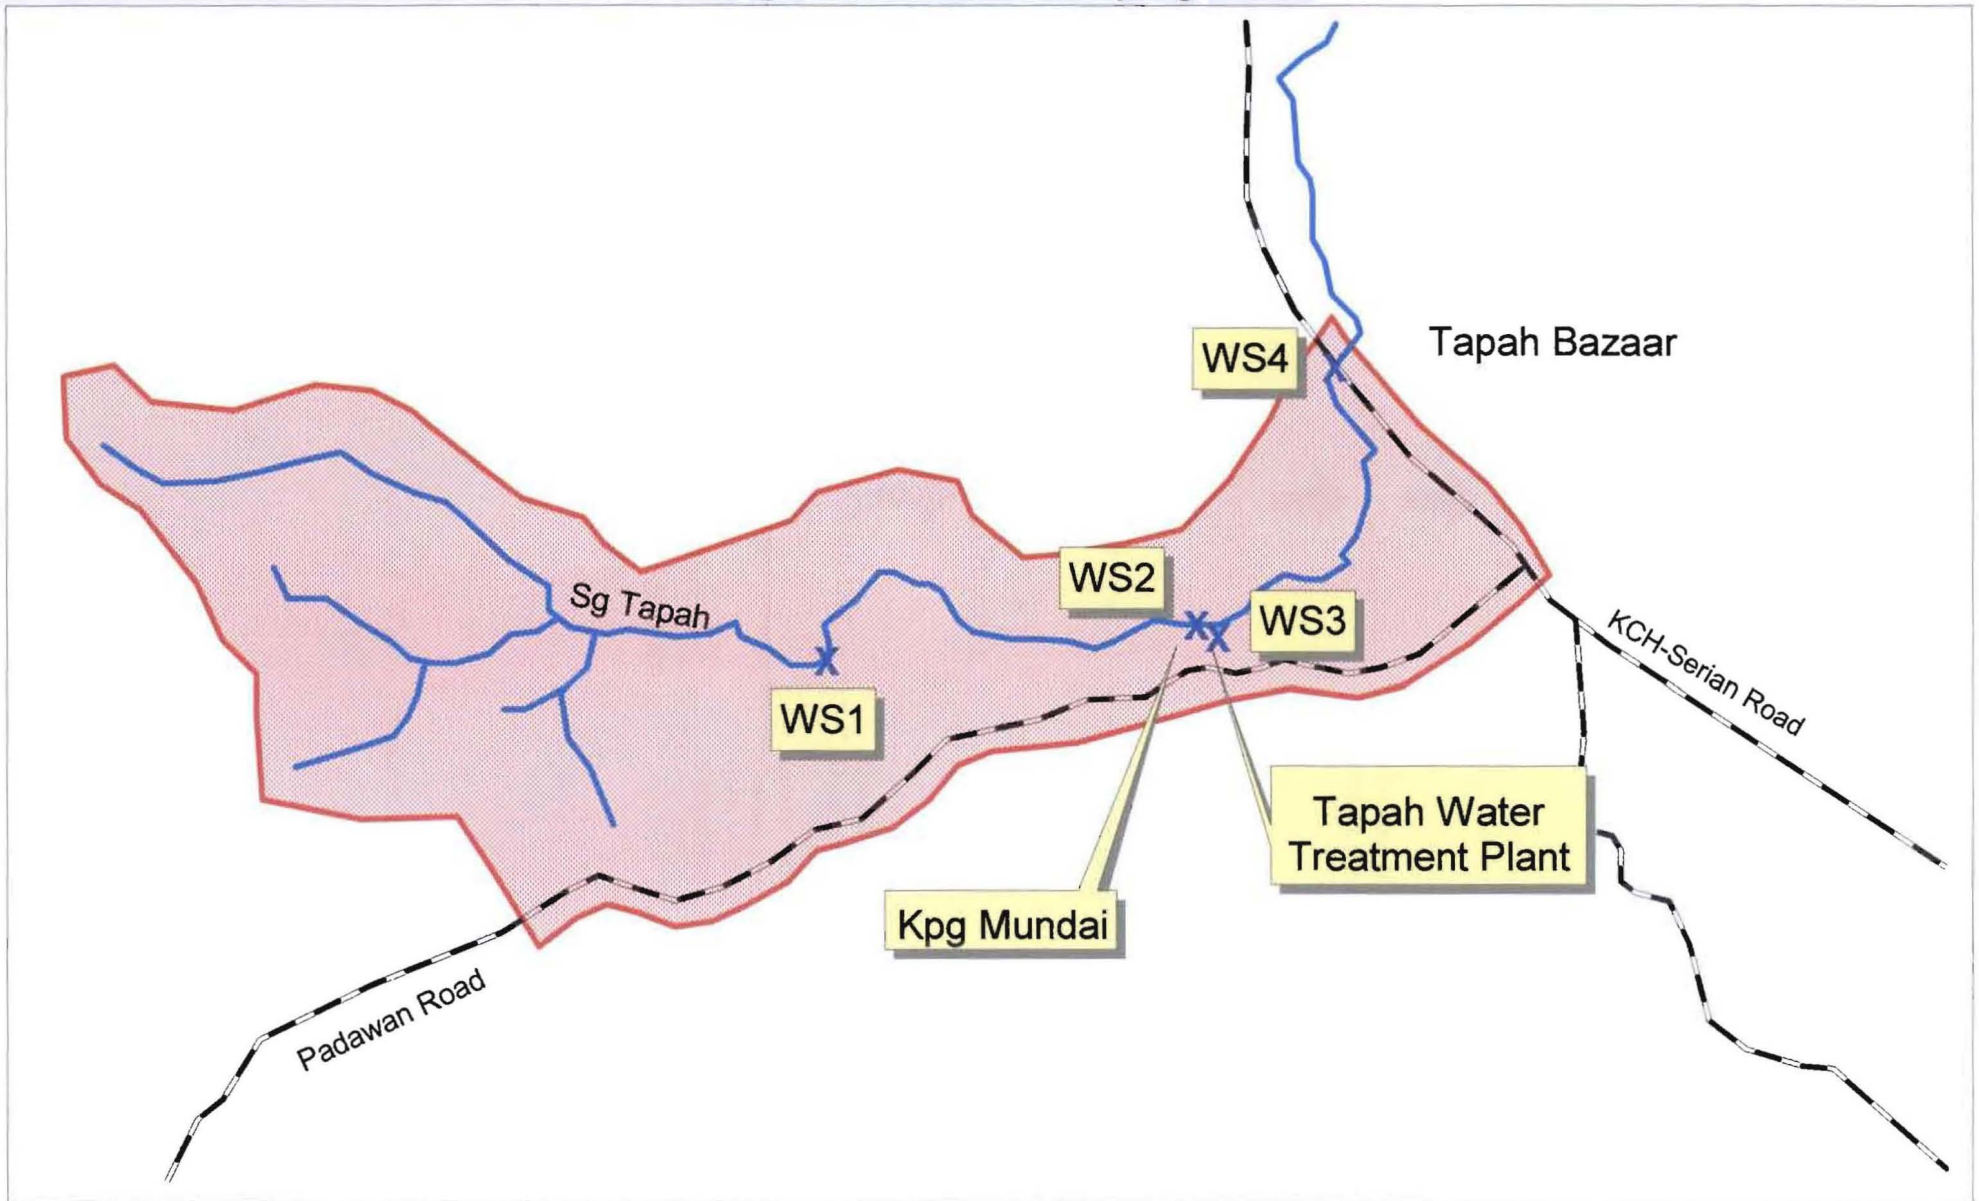 Tapah Bazaar
WS4
WS2
Sg Tapah
WS3
KCH-Serian Road
WS1
Tapah Water
Treatment Plant
Kpg Mundai
Padawan Road